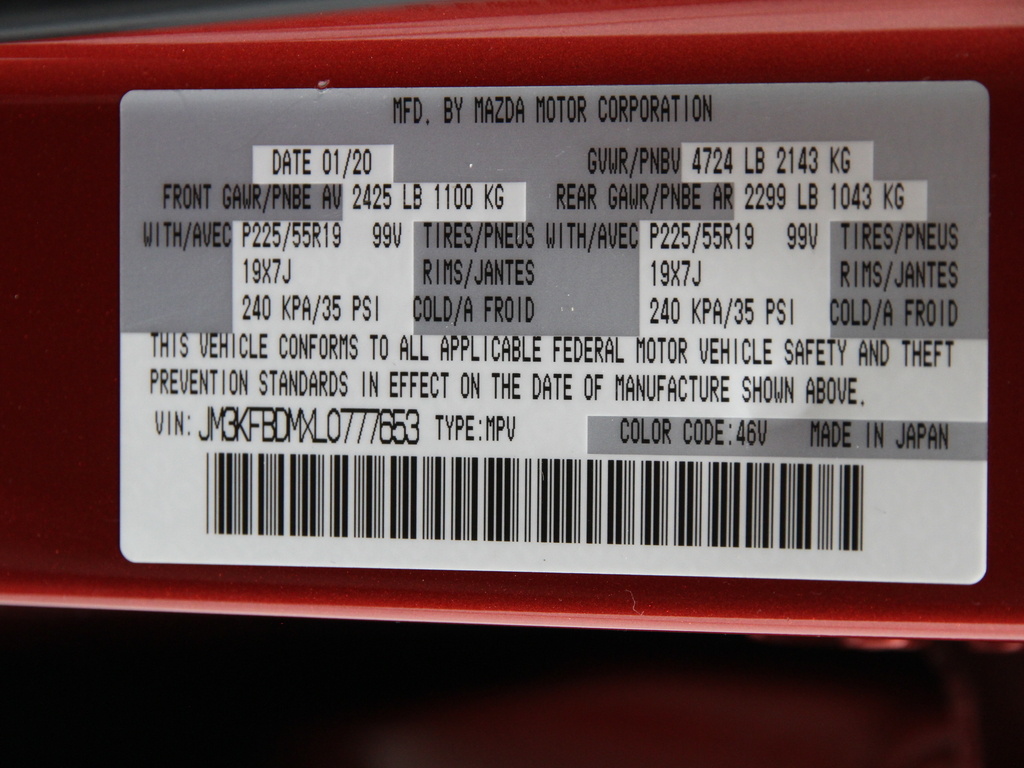 MFD. BY MAZDA MOTOR CORPORATION
DATE 01/20 GVWR/PNBV 4724 LB 2143 KG
FRONT GAWR/PNBE AV 2425 LB 1100 KG REAR GAWR/PNBE AR 2299 LB 1043 KG
WITH/AVEC P225/55R19 99V TIRES/PNEUS WITH/AVEC P225/55R19 99V TIRES/PNEUS
19X7J RIMS/JANTES 19X7J RIMS/JANTES
240 KPA/35 PSI COLD/A FROID 240 KPA/35 PSI COLD/A FROID
THIS VEHICLE CONFORMS TO ALL APPLICABLE FEDERAL MOTOR VEHICLE SAFETY AND THEFT
PREVENTION STANDARDS IN EFFECT ON THE DATE OF MANUFACTURE SHOWN ABOVE.
VIN: JM3KFBDMXL0777653 TYPE:MPV COLOR CODE:46V MADE IN JAPAN